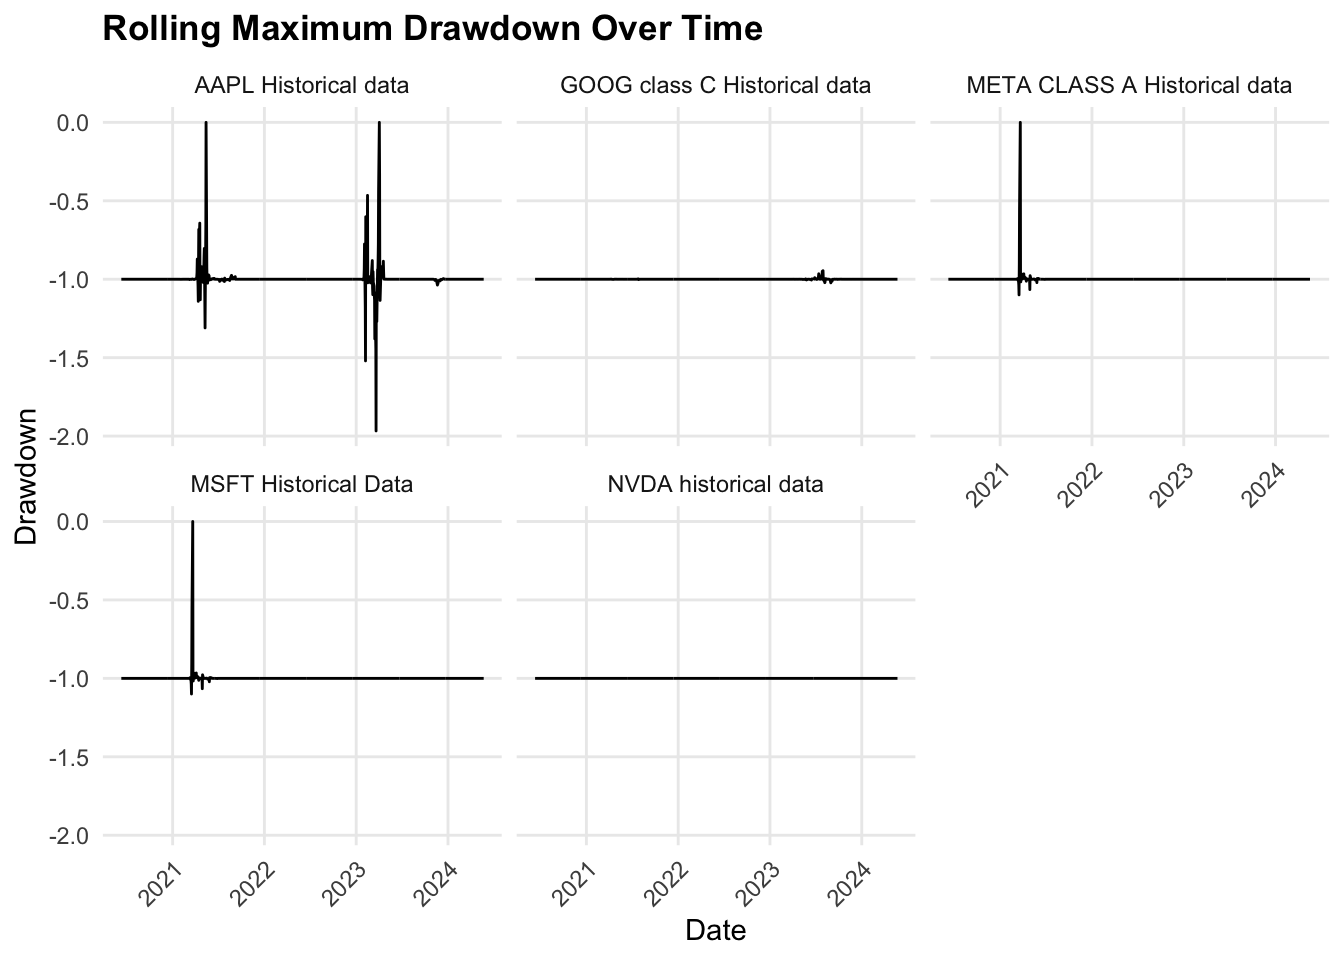 Rolling Maximum Drawdown Over Time
AAPL Historical data
GOOG class C Historical data
META CLASS A Historical data
0.0
-0.5
-1.0
-1.5
-2.0
2021
2022
2023
2024
MSFT Historical Data
NVDA historical data
0.0
-0.5
-1.0
-1.5
-2.0
2021
2022
2023
2024
2021
2022
2023
2024
Drawdown
Date